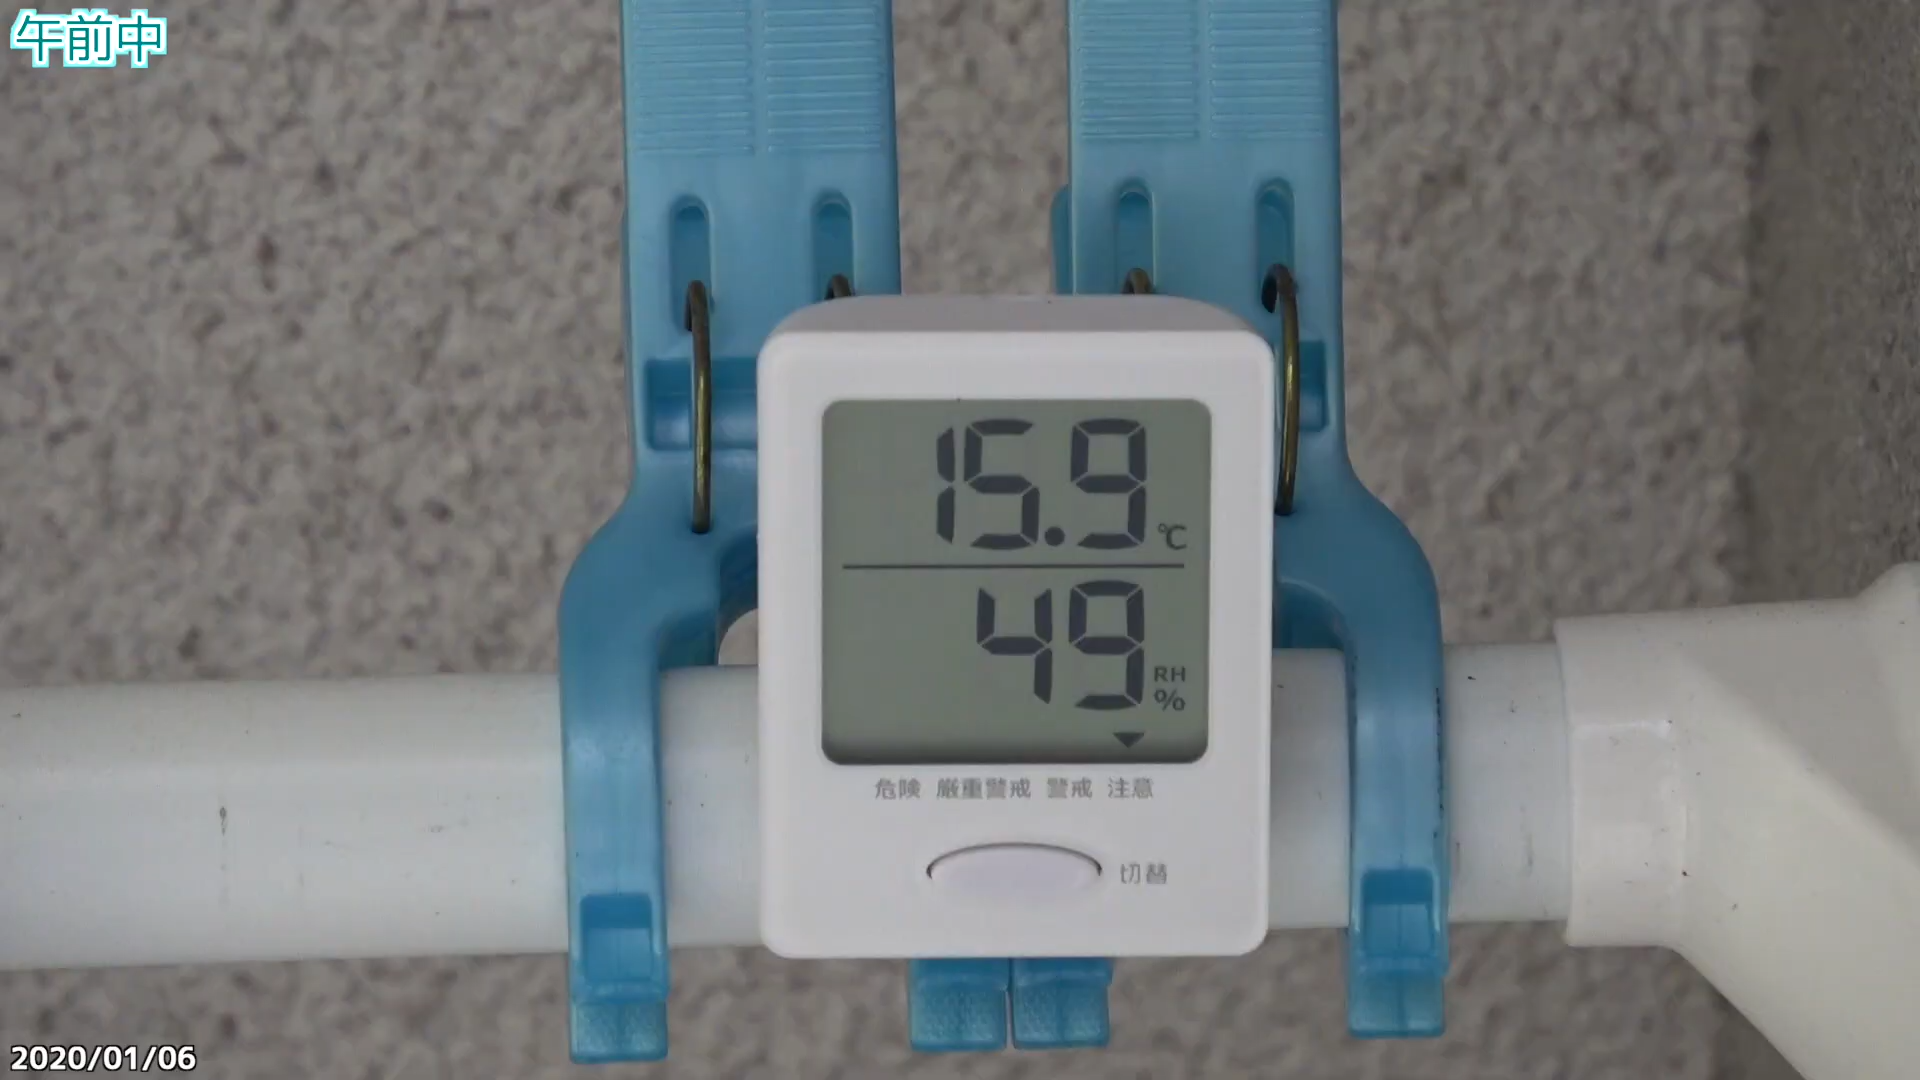 午前中
15.9 ℃
49 RH %
危険 厳重警戒 警戒 注意
切替
2020/01/06